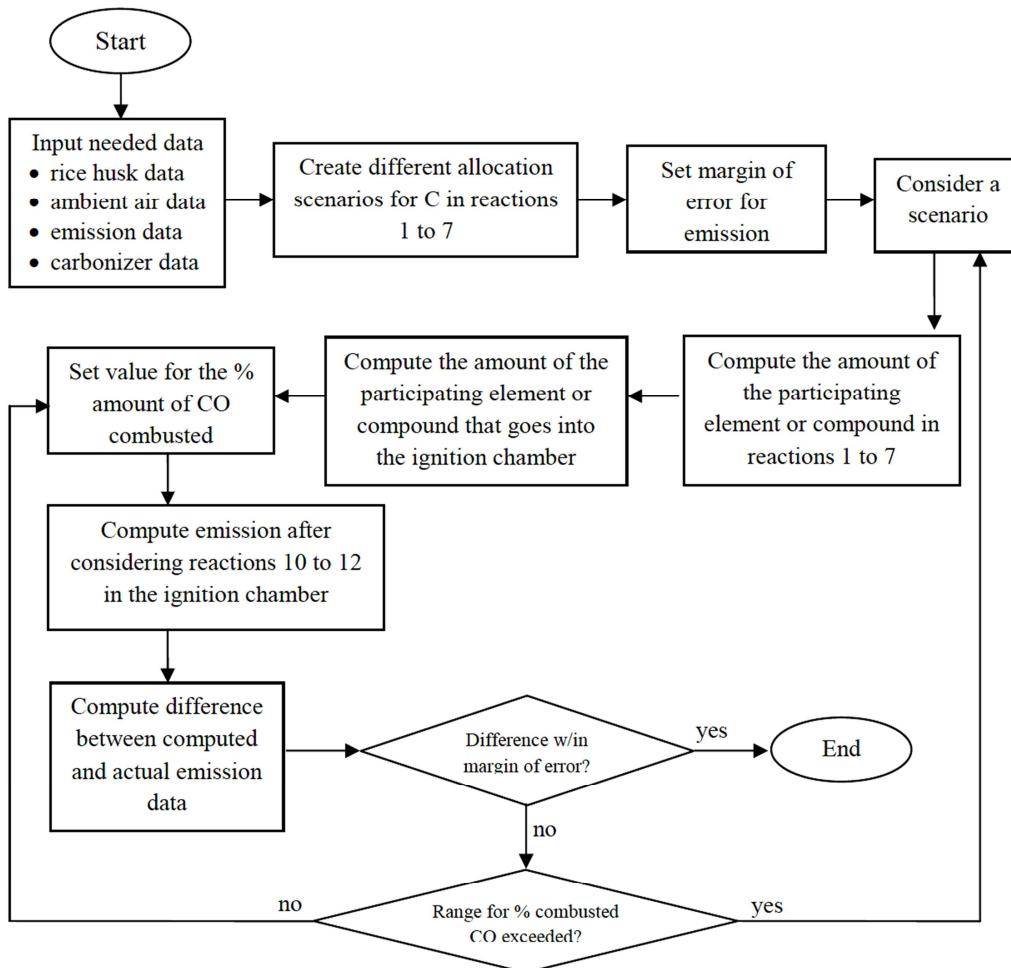 Start
Input needed data
• rice husk data
• ambient air data
• emission data
• carbonizer data
Create different allocation
scenarios for C in reactions
1 to 7
Set margin of
error for
emission
Consider a
scenario
Compute the amount of
the participating
element or compound in
reactions 1 to 7
Compute the amount of the
participating element or
compound that goes into
the ignition chamber
Set value for the %
amount of CO
combusted
Compute emission after
considering reactions 10 to 12
in the ignition chamber
Compute difference
between computed
and actual emission
data
Difference w/in
margin of error?
yes
End
no
Range for % combusted
CO exceeded?
no
yes